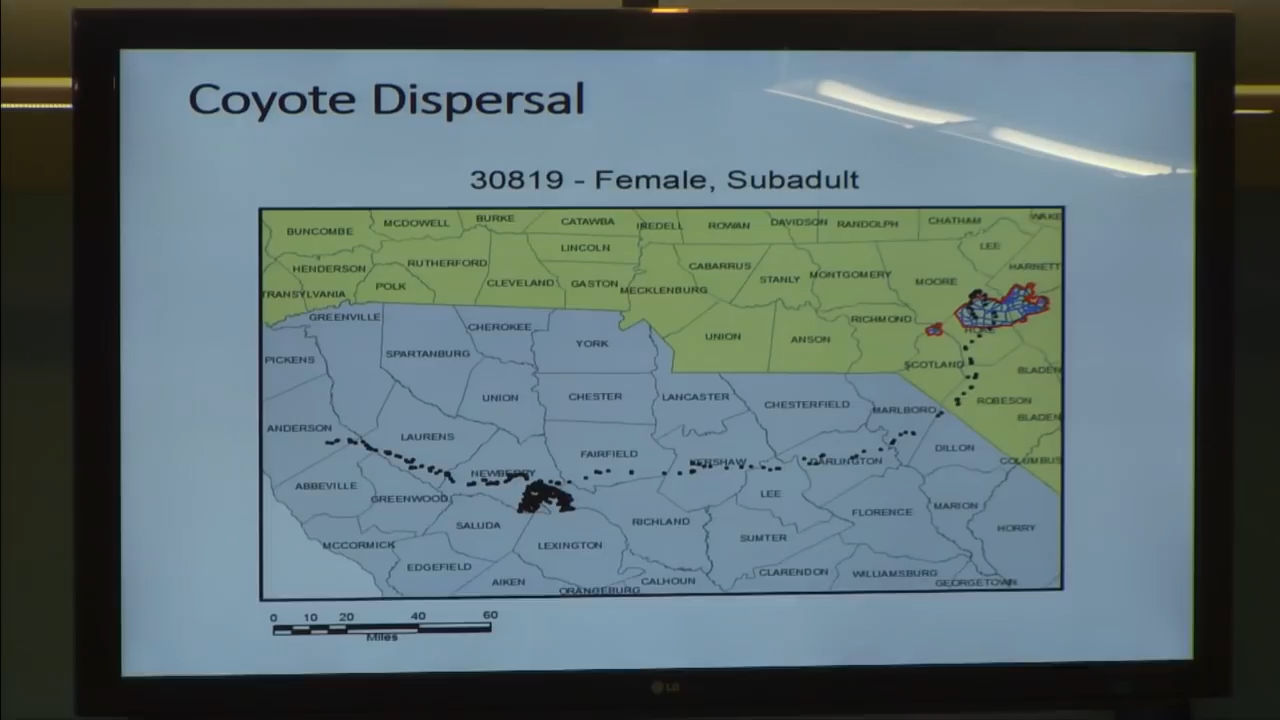 Coyote Dispersal
30819 - Female, Subadult
BUNCOMBE
MCDOWELL
BURKE
CATAWBA
IREDELL
ROWAN
DAVIDSON
RANDOLPH
CHATHAM
WAKE
LINCOLN
LEE
HENDERSON
RUTHERFORD
CABARRUS
HARNETT
TRANSYLVANIA
POLK
CLEVELAND
GASTON
MECKLENBURG
STANLY
MONTGOMERY
MOORE
GREENVILLE
CHEROKEE
UNION
ANSON
RICHMOND
HOKE
PICKENS
SPARTANBURG
YORK
SCOTLAND
BLADEN
UNION
CHESTER
LANCASTER
CHESTERFIELD
MARLBORO
ROBESON
BLADEN
ANDERSON
LAURENS
FAIRFIELD
KERSHAW
DARLINGTON
DILLON
COLUMBUS
ABBEVILLE
GREENWOOD
NEWBERRY
LEE
FLORENCE
MARION
SALUDA
RICHLAND
HORRY
MCCORMICK
LEXINGTON
SUMTER
EDGEFIELD
AIKEN
ORANGEBURG
CALHOUN
CLARENDON
WILLIAMSBURG
GEORGETOWN
0 10 20 40 60
Miles
LG